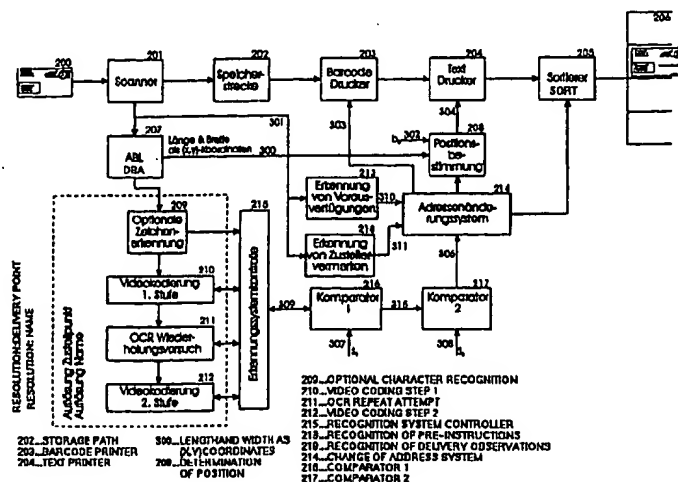 200
201
202
203
204
205
206
Scanner
Speicher-
strecke
Barcode
Drucker
Text
Drucker
Sortierer
SORT
301
303
304
302
207
ABL
DBA
Länge & Breite
als (x,y)-Koordinaten
300
208
Positions-
be-
stimmung
213
Erkennung
von Voraus-
verfügungen
310
214
Adressenände-
rungssystem
Erkennung
von Zusteller
vermerken
311
209
Optionale
Zeichen-
erkennung
215
Erkennungssystemkontrolle
306
210
Videokodierung
1. Stufe
309
216
Komparator
1
315
217
Komparator
2
211
OCR Wieder-
holungsversuch
307
308
212
Videokodierung
2. Stufe
RESOLUTION:DELIVERY POINT
RESOLUTION: NAME
Auflösung Zustellpunkt
Auflösung Name
202...STORAGE PATH
203...BARCODE PRINTER
204...TEXT PRINTER
300...LENGTHAND WIDTH AS
COORDINATES
208...DETERMINATION
OF POSITION
209...OPTIONAL CHARACTER RECOGNITION
210...VIDEO CODING STEP 1
211...OCR REPEAT ATTEMPT
212...VIDEO CODING STEP 2
215...RECOGNITION SYSTEM CONTROLLER
218...RECOGNITION OF PRE-INSTRUCTIONS
219...RECOGNITION OF DELIVERY OBSERVATIONS
214...CHANGE OF ADDRESS SYSTEM
216...COMPARATOR 1
217...COMPARATOR 2